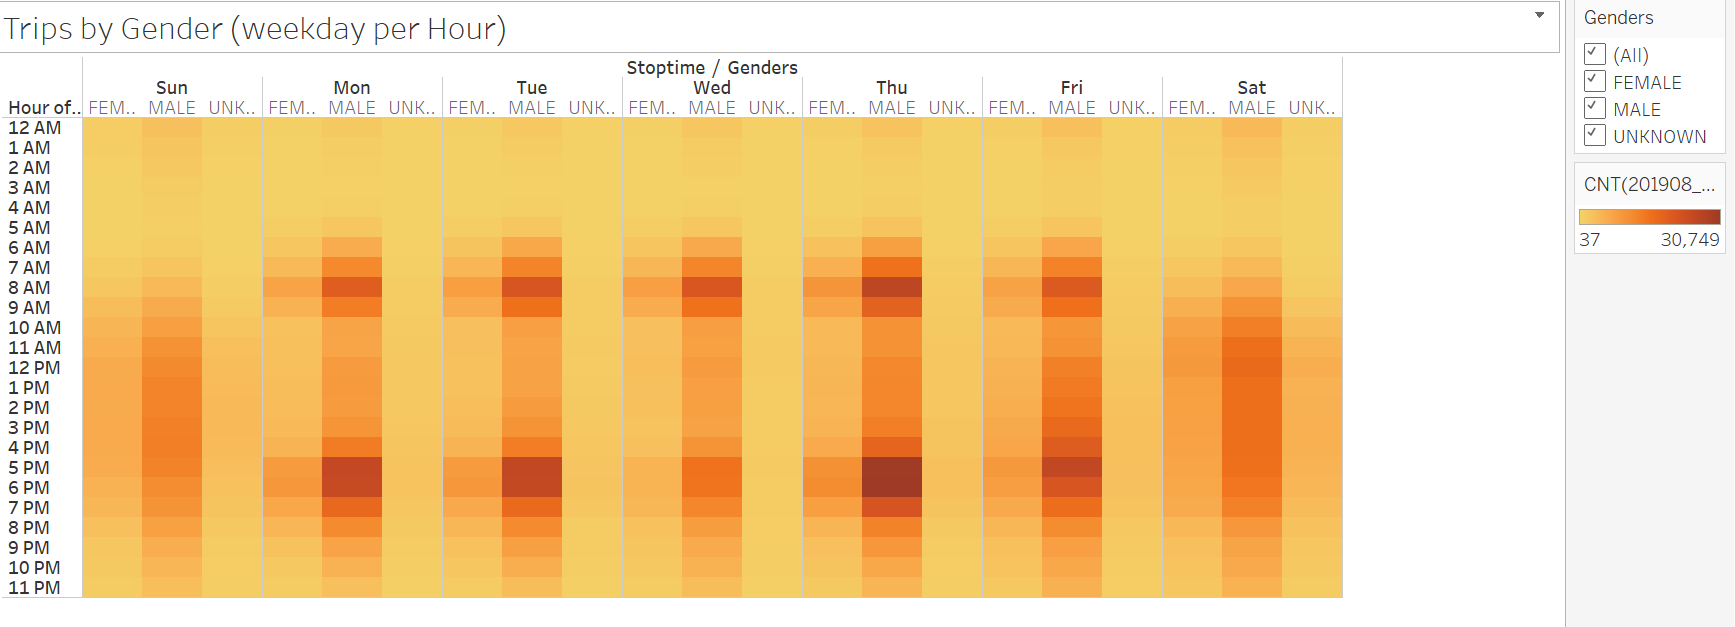 Trips by Gender (weekday per Hour)
Stoptime / Genders
Sun Mon Tue Wed Thu Fri Sat
Hour of.. FEM.. MALE UNK.. FEM.. MALE UNK.. FEM.. MALE UNK.. FEM.. MALE UNK.. FEM.. MALE UNK.. FEM.. MALE UNK.. FEM.. MALE UNK..
12 AM
1 AM
2 AM
3 AM
4 AM
5 AM
6 AM
7 AM
8 AM
9 AM
10 AM
11 AM
12 PM
1 PM
2 PM
3 PM
4 PM
5 PM
6 PM
7 PM
8 PM
9 PM
10 PM
11 PM
Genders
(All)
FEMALE
MALE
UNKNOWN
CNT(201908_...
37 30,749